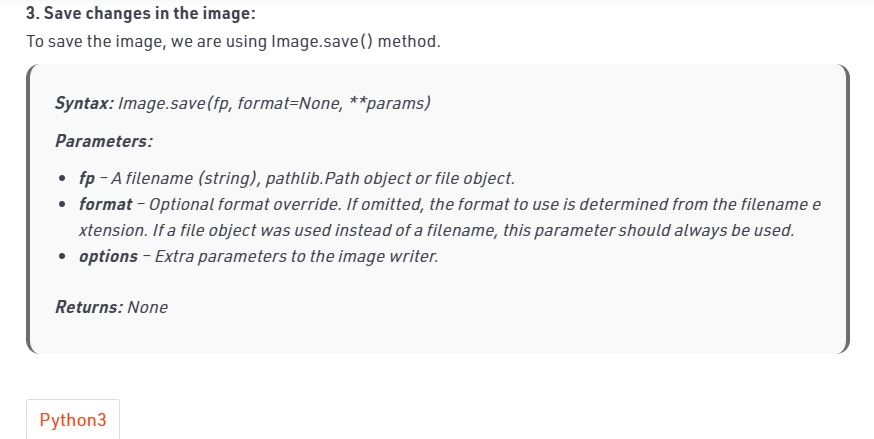 3. Save changes in the image:
To save the image, we are using Image.save() method.
Syntax: Image.save(fp, format=None, **params)
Parameters:
• fp – A filename (string), pathlib.Path object or file object.
• format – Optional format override. If omitted, the format to use is determined from the filename e
xtension. If a file object was used instead of a filename, this parameter should always be used.
• options – Extra parameters to the image writer.
Returns: None
Python3